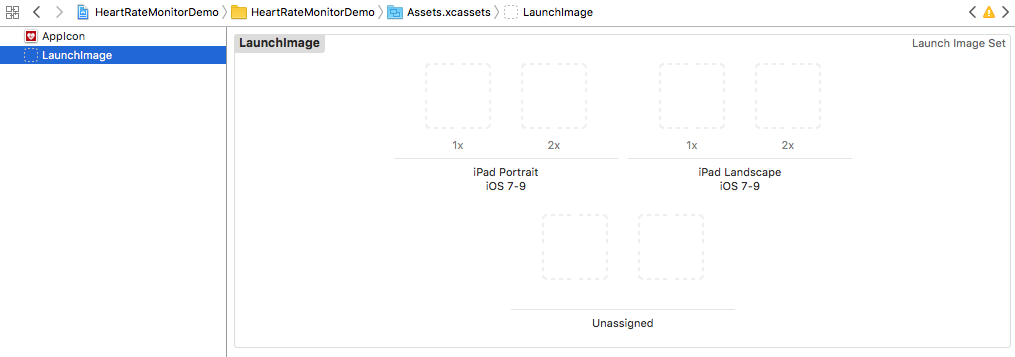 HeartRateMonitorDemo HeartRateMonitorDemo Assets.xcassets LaunchImage
AppIcon
LaunchImage
LaunchImage
Launch Image Set
1x 2x 1x 2x
iPad Portrait
iOS 7-9
iPad Landscape
iOS 7-9
Unassigned